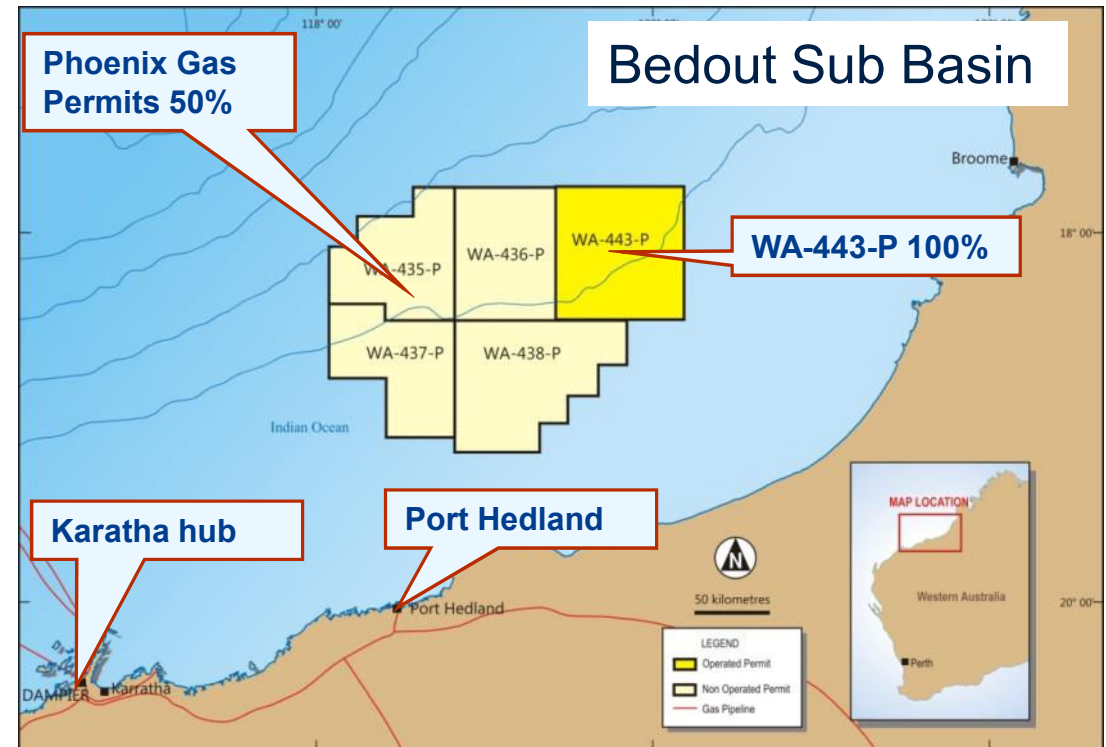 118° 00'
Bedout Sub Basin
Phoenix Gas
Permits 50%
Broome
WA-443-P
18° 00'
WA-436-P
WA-443-P 100%
WA-435-P
WA-437-P
WA-438-P
Indian Ocean
Karatha hub
Port Hedland
MAP LOCATION
N
Western Australia
50 kilometres
20° 00'
Port Hedland
LEGEND
Operated Permit
Non Operated Permit
Gas Pipeline
Perth
DAMPIER
Karratha